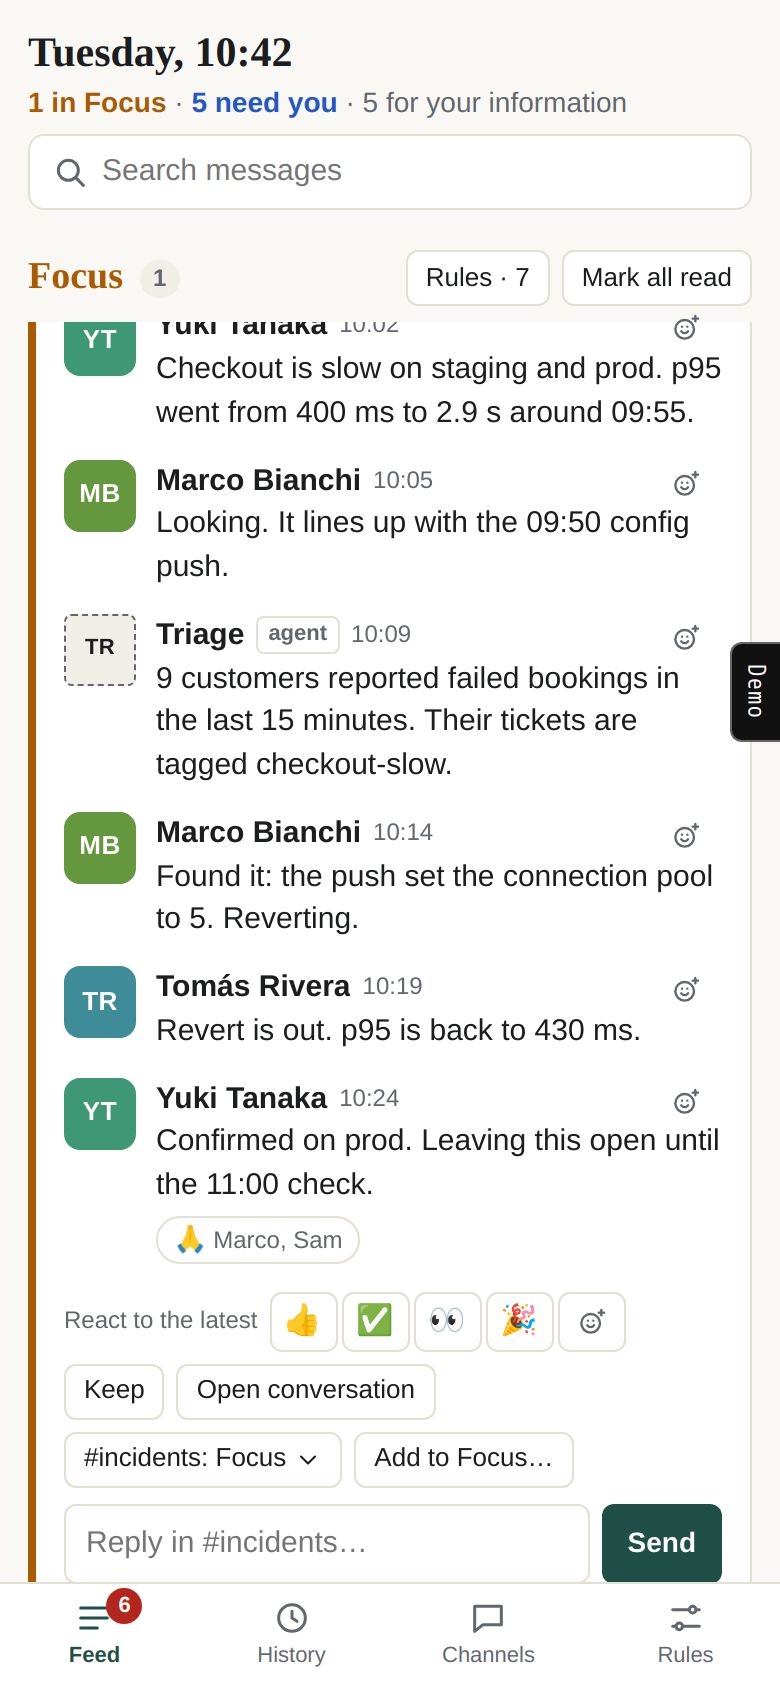 Tuesday, 10:42
1 in Focus · 5 need you · 5 for your information
Search messages
Focus 1 Rules · 7 Mark all read
YT Yuki Tanaka 10:02
Checkout is slow on staging and prod. p95
went from 400 ms to 2.9 s around 09:55.
MB Marco Bianchi 10:05
Looking. It lines up with the 09:50 config
push.
TR Triage agent 10:09
9 customers reported failed bookings in
the last 15 minutes. Their tickets are
tagged checkout-slow.
Demo
MB Marco Bianchi 10:14
Found it: the push set the connection pool
to 5. Reverting.
TR Tomás Rivera 10:19
Revert is out. p95 is back to 430 ms.
YT Yuki Tanaka 10:24
Confirmed on prod. Leaving this open until
the 11:00 check.
🙏 Marco, Sam
React to the latest 👍 ✅ 👀 🎉
Keep Open conversation
#incidents: Focus Add to Focus…
Reply in #incidents… Send
6
Feed History Channels Rules